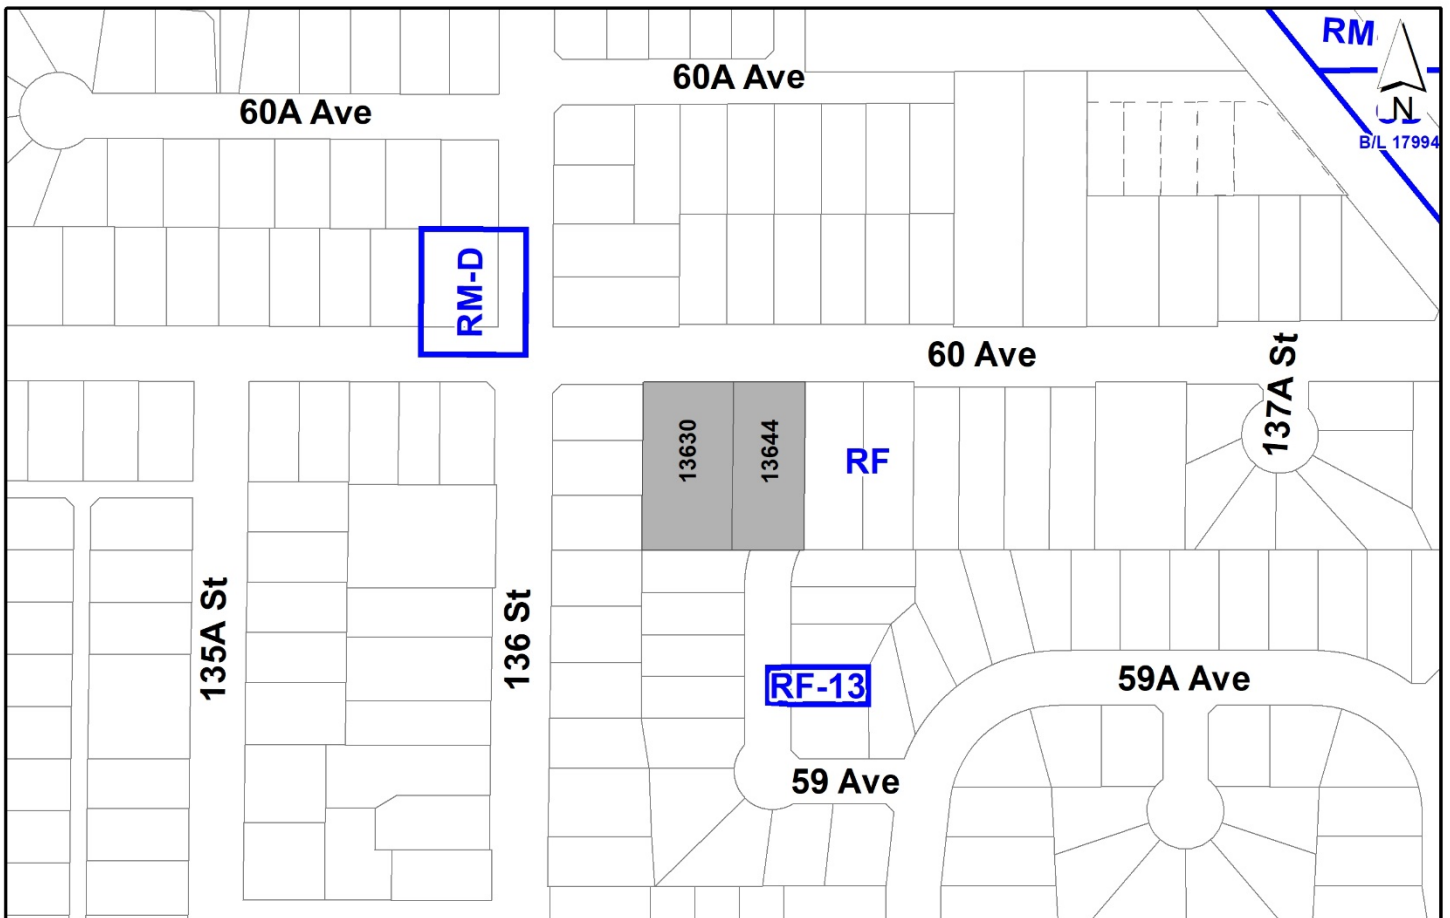 RM
60A Ave
60A Ave
N
B/L 17994
RM-D
60 Ave
137A St
13630
13644
RF
135A St
136 St
RF-13
59A Ave
59 Ave